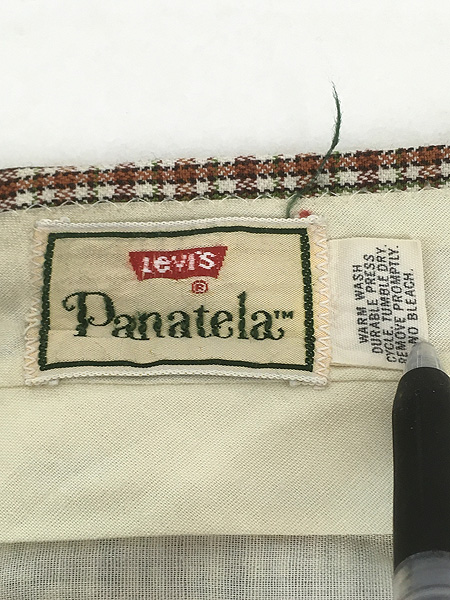 Levi's
®
Panatela™
WARM WASH
DURABLE PRESS
CYCLE. TUMBLE DRY.
REMOVE PROMPTLY.
NO BLEACH.